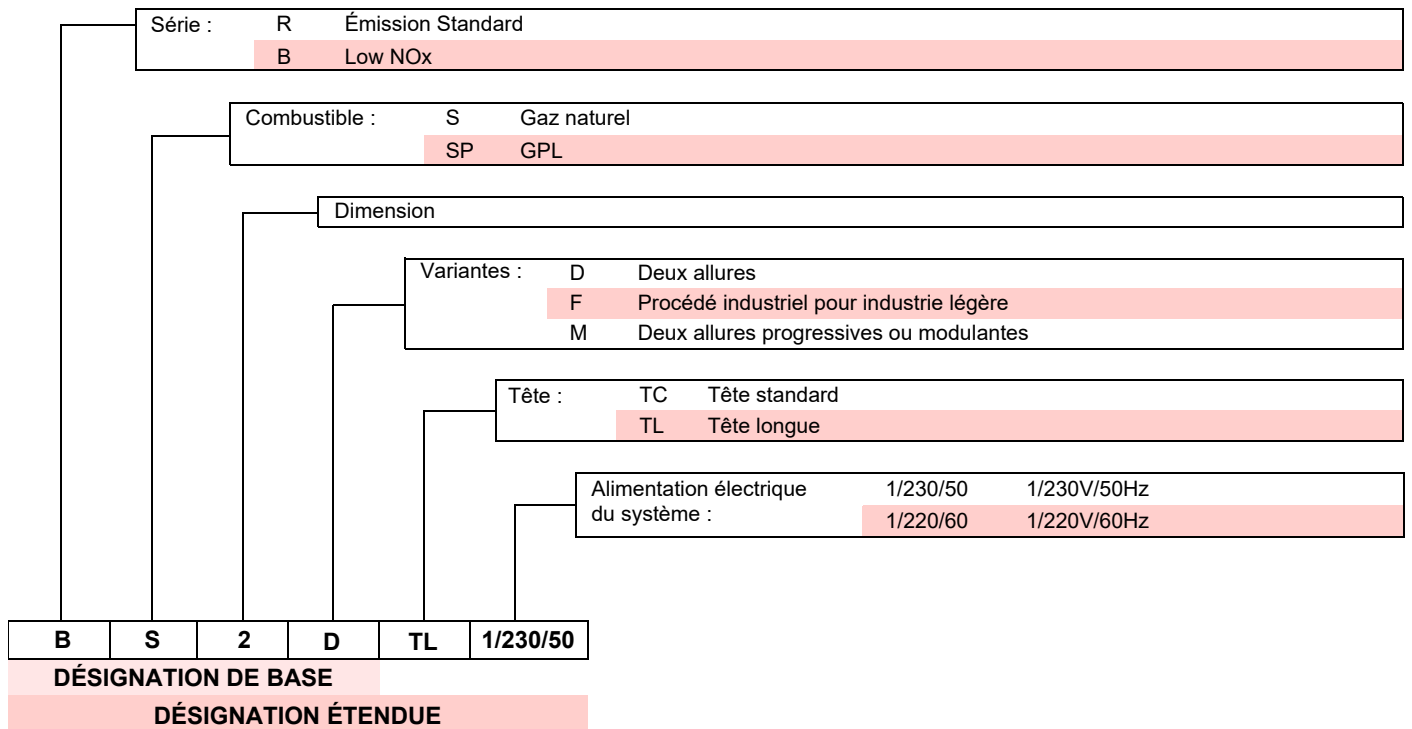 Série : R Émission Standard
B Low NOx
Combustible : S Gaz naturel
SP GPL
Dimension
Variantes : D Deux allures
F Procédé industriel pour industrie légère
M Deux allures progressives ou modulantes
Tête : TC Tête standard
TL Tête longue
Alimentation électrique 1/230/50 1/230V/50Hz
du système : 1/220/60 1/220V/60Hz
B S 2 D TL 1/230/50
DÉSIGNATION DE BASE
DÉSIGNATION ÉTENDUE